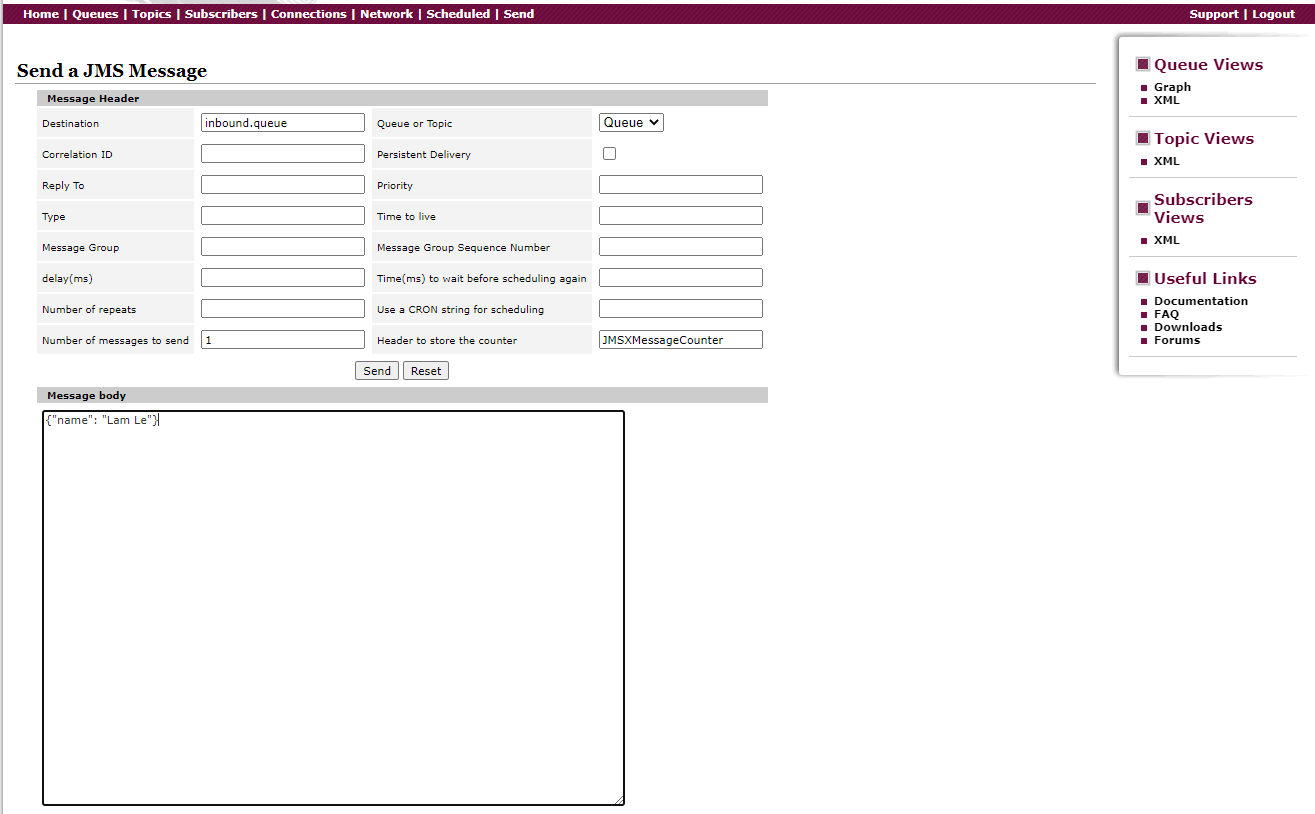 Home | Queues | Topics | Subscribers | Connections | Network | Scheduled | Send
Support | Logout
Send a JMS Message
Message Header
Destination inbound.queue Queue or Topic Queue
Correlation ID Persistent Delivery
Reply To Priority
Type Time to live
Message Group Message Group Sequence Number
delay(ms) Time(ms) to wait before scheduling again
Number of repeats Use a CRON string for scheduling
Number of messages to send 1 Header to store the counter JMSXMessageCounter
Send Reset
Message body
{"name": "Lam Le"}
Queue Views
Graph
XML
Topic Views
XML
Subscribers
Views
XML
Useful Links
Documentation
FAQ
Downloads
Forums